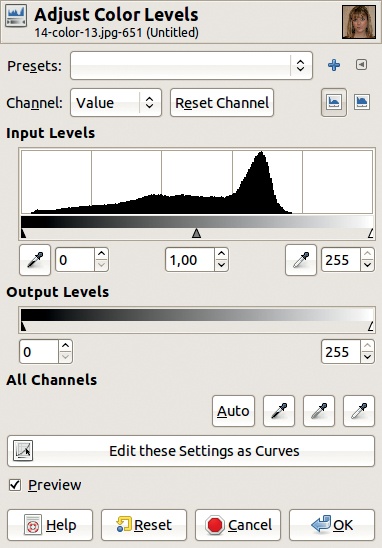 Adjust Color Levels
14-color-13.jpg-651 (Untitled)
Presets:
Channel: Value Reset Channel
Input Levels
0 1,00 255
Output Levels
0 255
All Channels
Auto
Edit these Settings as Curves
Preview
Help Reset Cancel OK